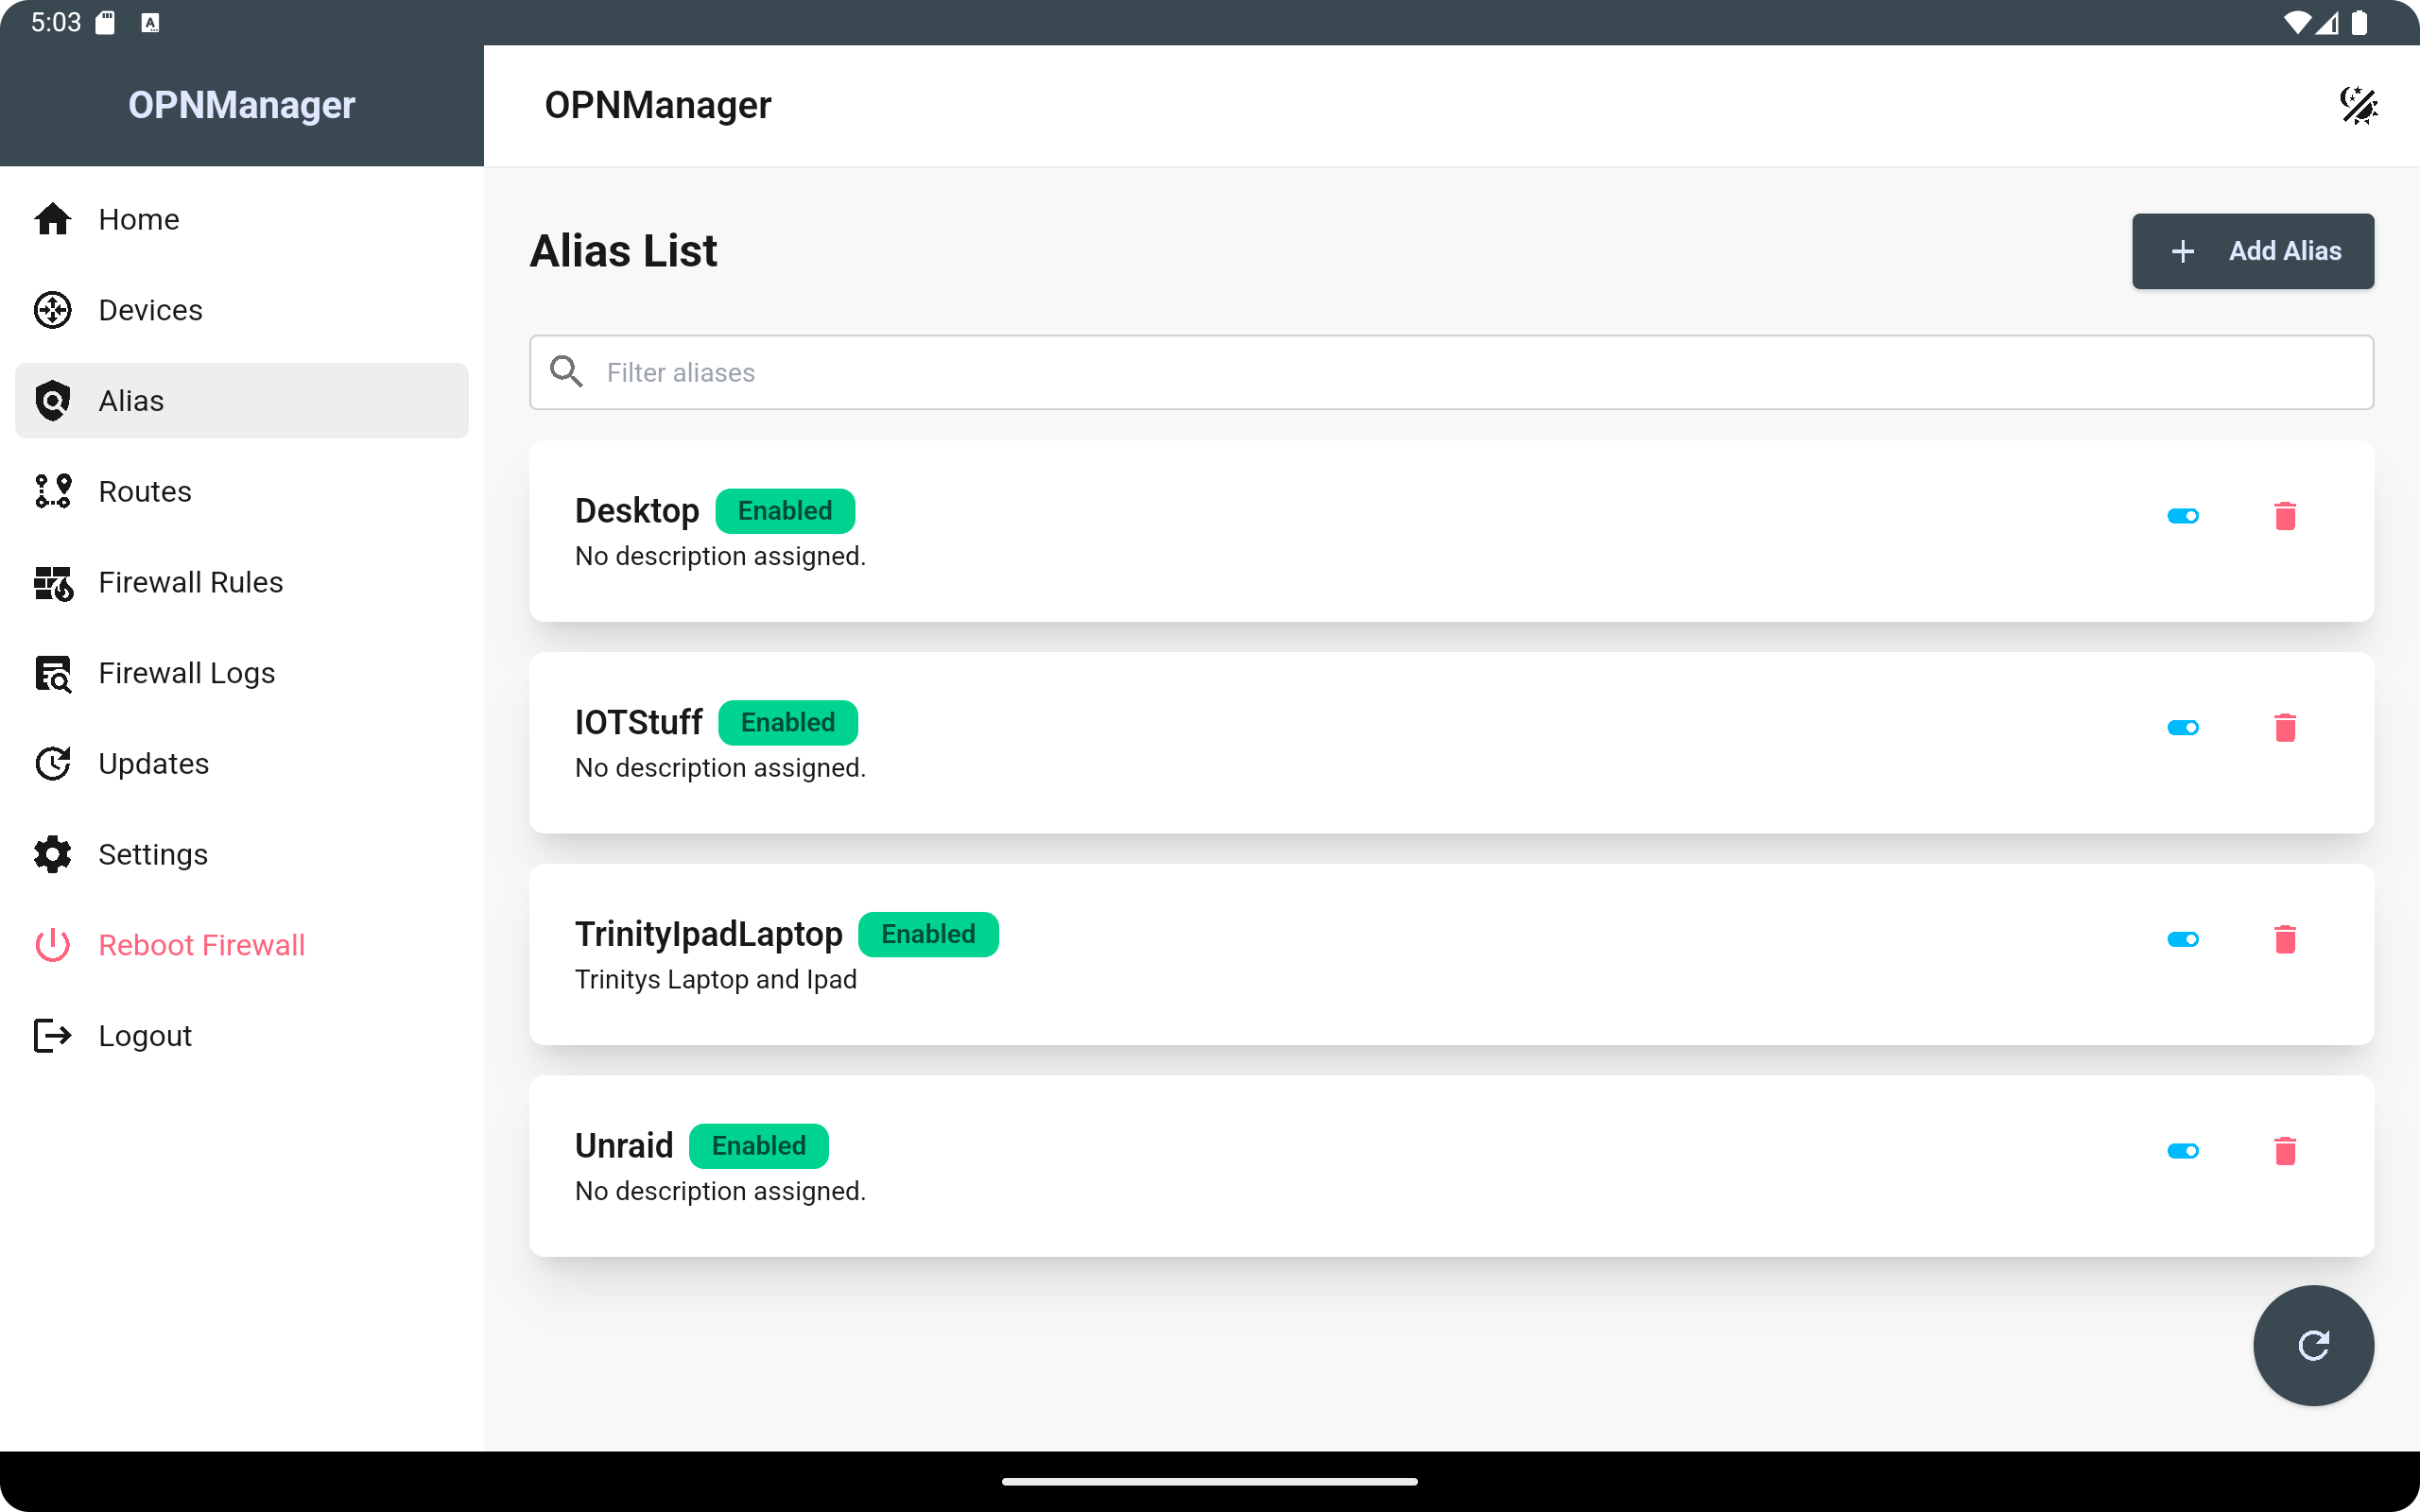 5:03
OPNManager
OPNManager
Home
Devices
Alias
Routes
Firewall Rules
Firewall Logs
Updates
Settings
Reboot Firewall
Logout
Alias List
Add Alias
Filter aliases
Desktop Enabled
No description assigned.
IOTStuff Enabled
No description assigned.
TrinityIpadLaptop Enabled
Trinitys Laptop and Ipad
Unraid Enabled
No description assigned.